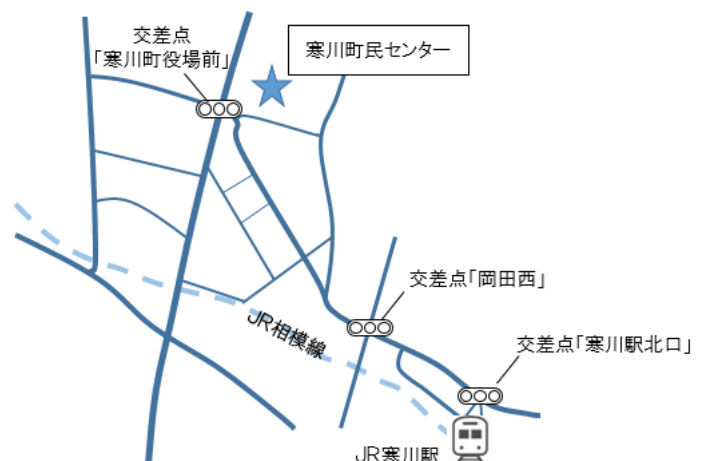 交差点
「寒川町役場前」
寒川町民センター
交差点「岡田西」
JR相模線
交差点「寒川駅北口」
JR寒川駅